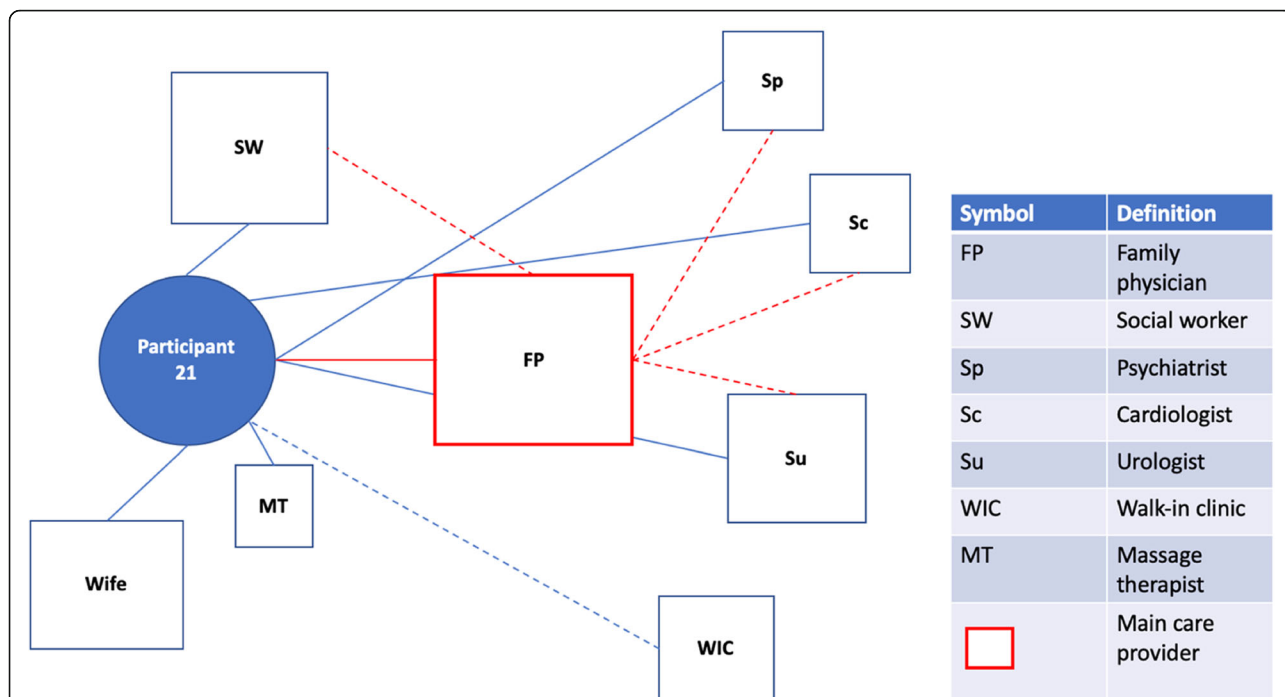 Sp
SW
Sc
Participant
21
FP
Su
MT
Wife
WIC
Symbol Definition
FP Family
physician
SW Social worker
Sp Psychiatrist
Sc Cardiologist
Su Urologist
WIC Walk-in clinic
MT Massage
therapist
Main care
provider